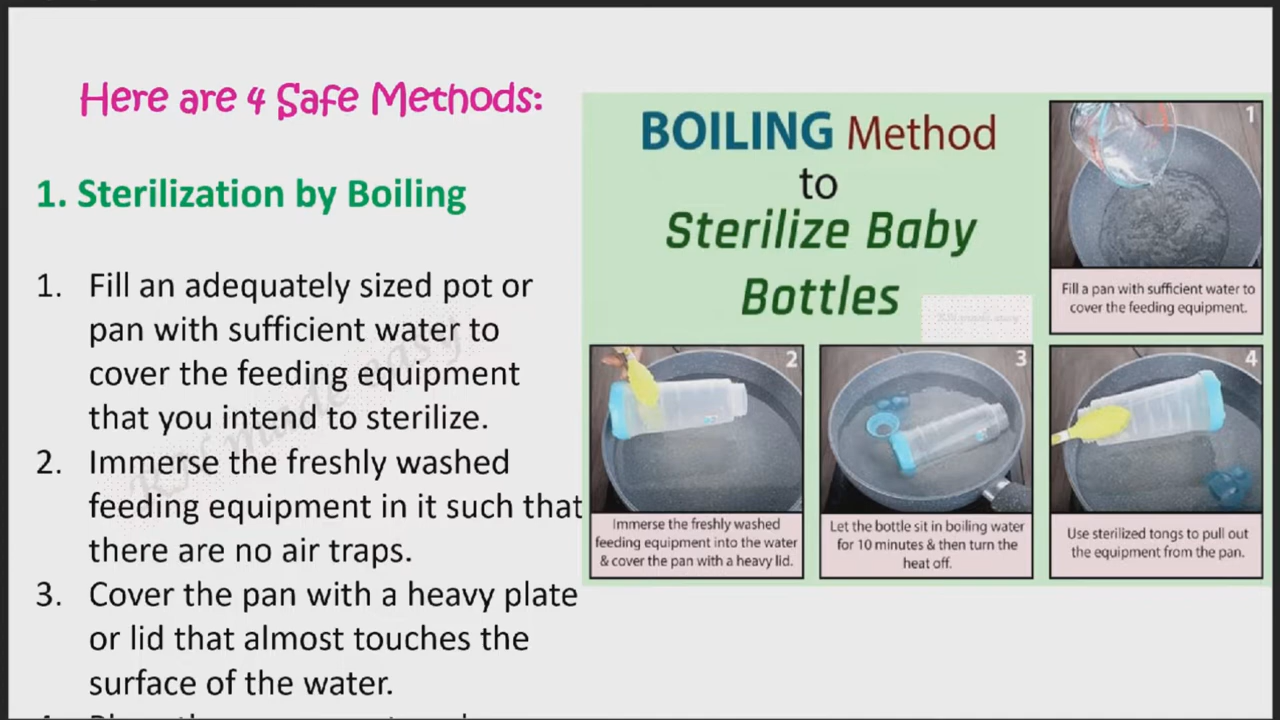 Here are 4 Safe Methods:
1. Sterilization by Boiling
1. Fill an adequately sized pot or
pan with sufficient water to
cover the feeding equipment
that you intend to sterilize.
2. Immerse the freshly washed
feeding equipment in it such that
there are no air traps.
3. Cover the pan with a heavy plate
or lid that almost touches the
surface of the water.
BOILING Method
to
Sterilize Baby
Bottles
1
Fill a pan with sufficient water to
cover the feeding equipment.
2
Immerse the freshly washed
feeding equipment into the water
& cover the pan with a heavy lid.
3
Let the bottle sit in boiling water
for 10 minutes & then turn the
heat off.
4
Use sterilized tongs to pull out
the equipment from the pan.